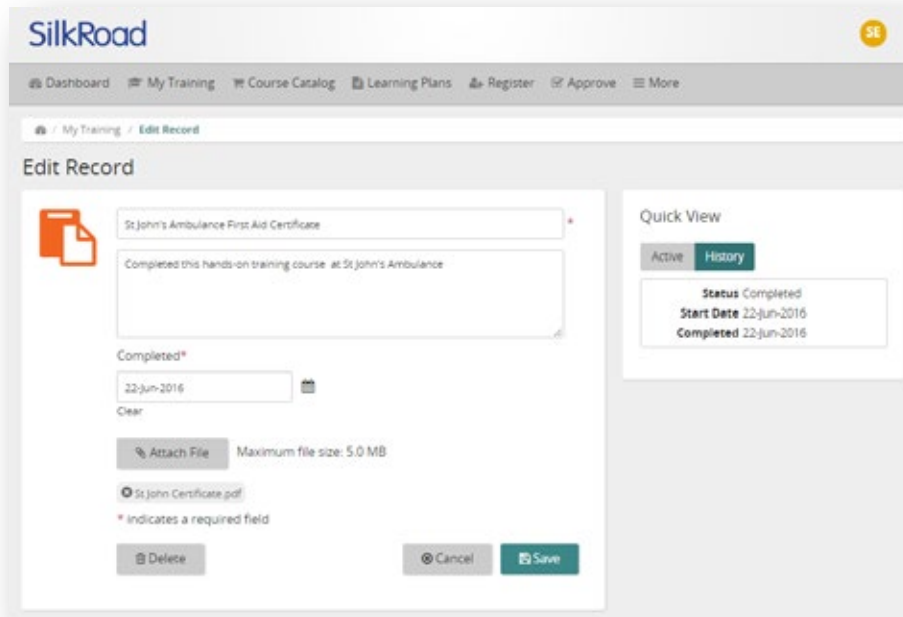 SilkRoad
SE
Dashboard My Training Course Catalog Learning Plans Register Approve More
/ My Training / Edit Record
Edit Record
St John's Ambulance First Aid Certificate *
Completed this hands-on training course at St John's Ambulance
Completed*
22-Jun-2016
Clear
Attach File Maximum file size: 5.0 MB
St John Certificate.pdf
* indicates a required field
Delete Cancel Save
Quick View
Active History
Status Completed
Start Date 22-Jun-2016
Completed 22-Jun-2016